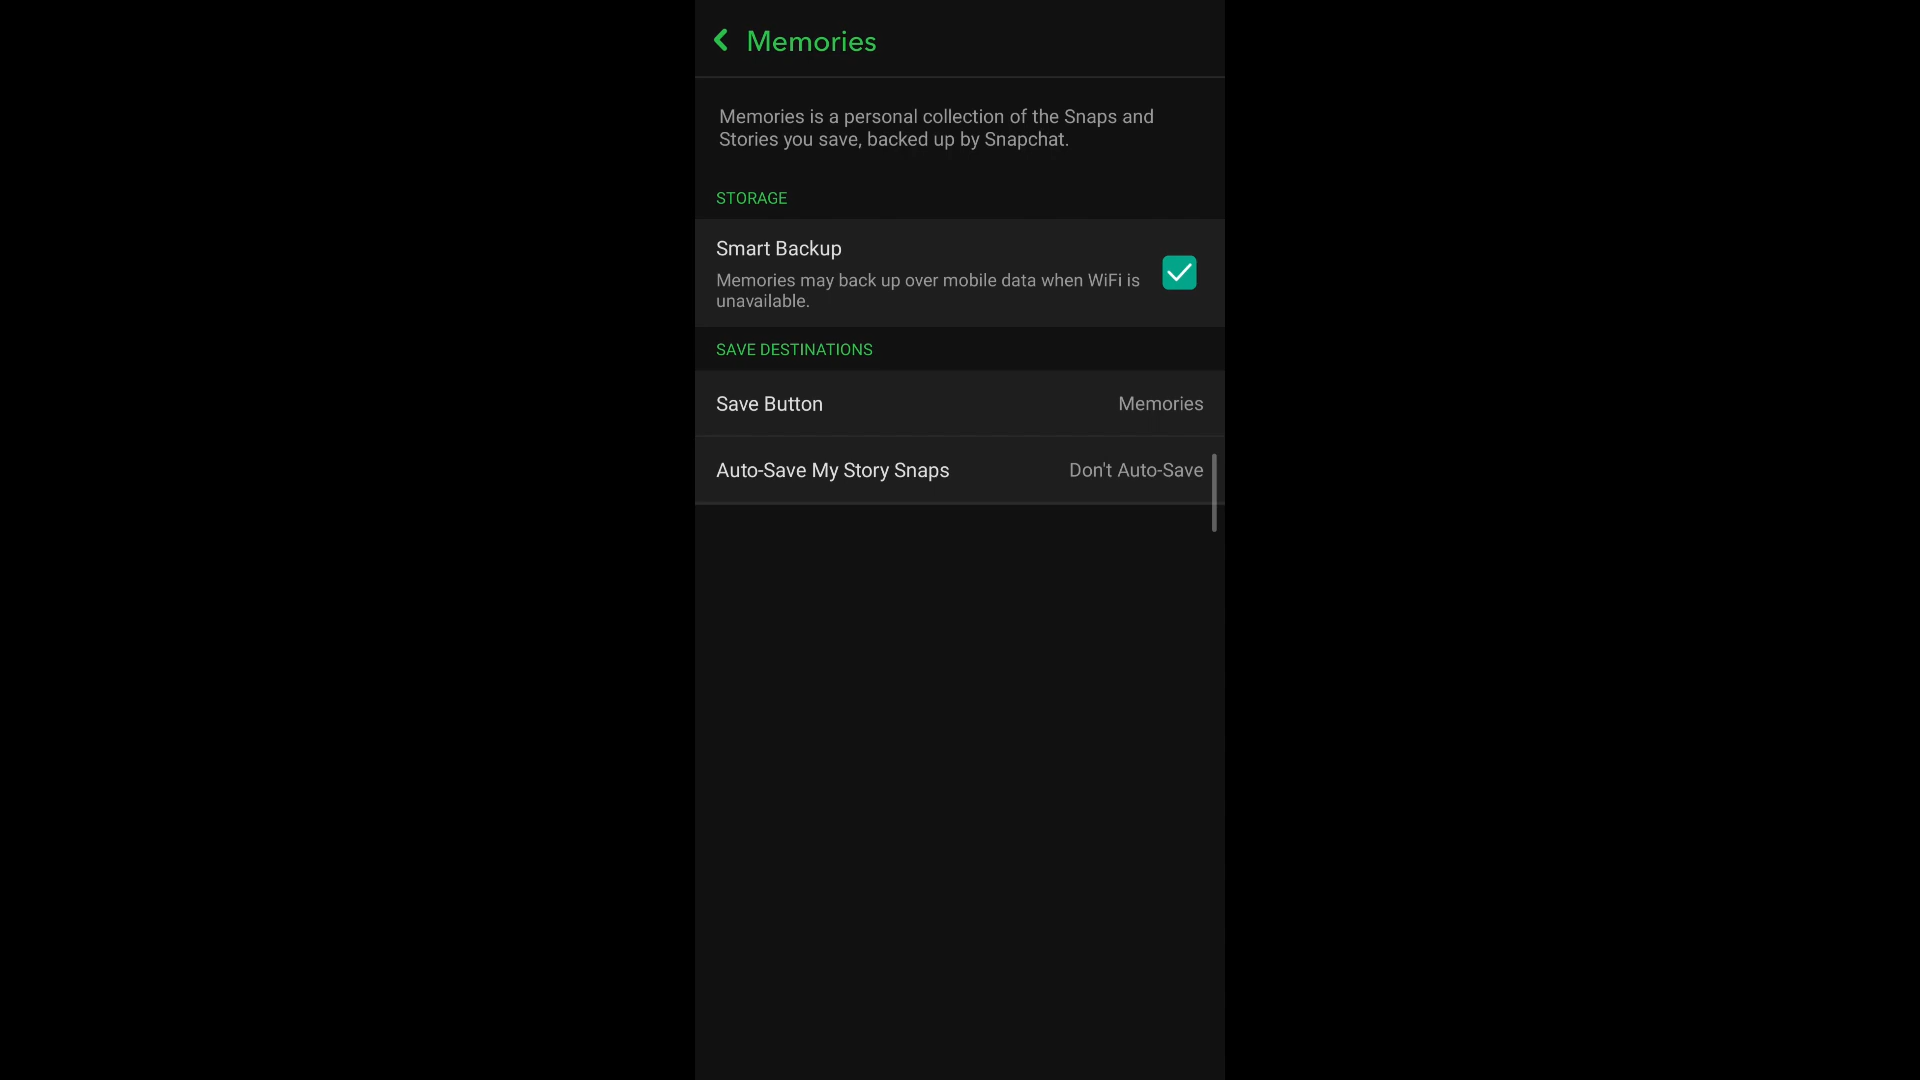 Memories
Memories is a personal collection of the Snaps and
Stories you save, backed up by Snapchat.
STORAGE
Smart Backup
Memories may back up over mobile data when WiFi is
unavailable.
SAVE DESTINATIONS
Save Button Memories
Auto-Save My Story Snaps Don't Auto-Save